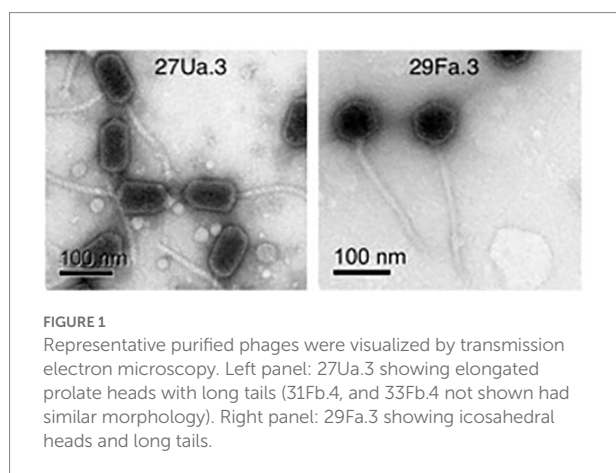 27Ua.3
29Fa.3
100 nm
100 nm
FIGURE 1
Representative purified phages were visualized by transmission
electron microscopy. Left panel: 27Ua.3 showing elongated
prolate heads with long tails (31Fb.4, and 33Fb.4 not shown had
similar morphology). Right panel: 29Fa.3 showing icosahedral
heads and long tails.